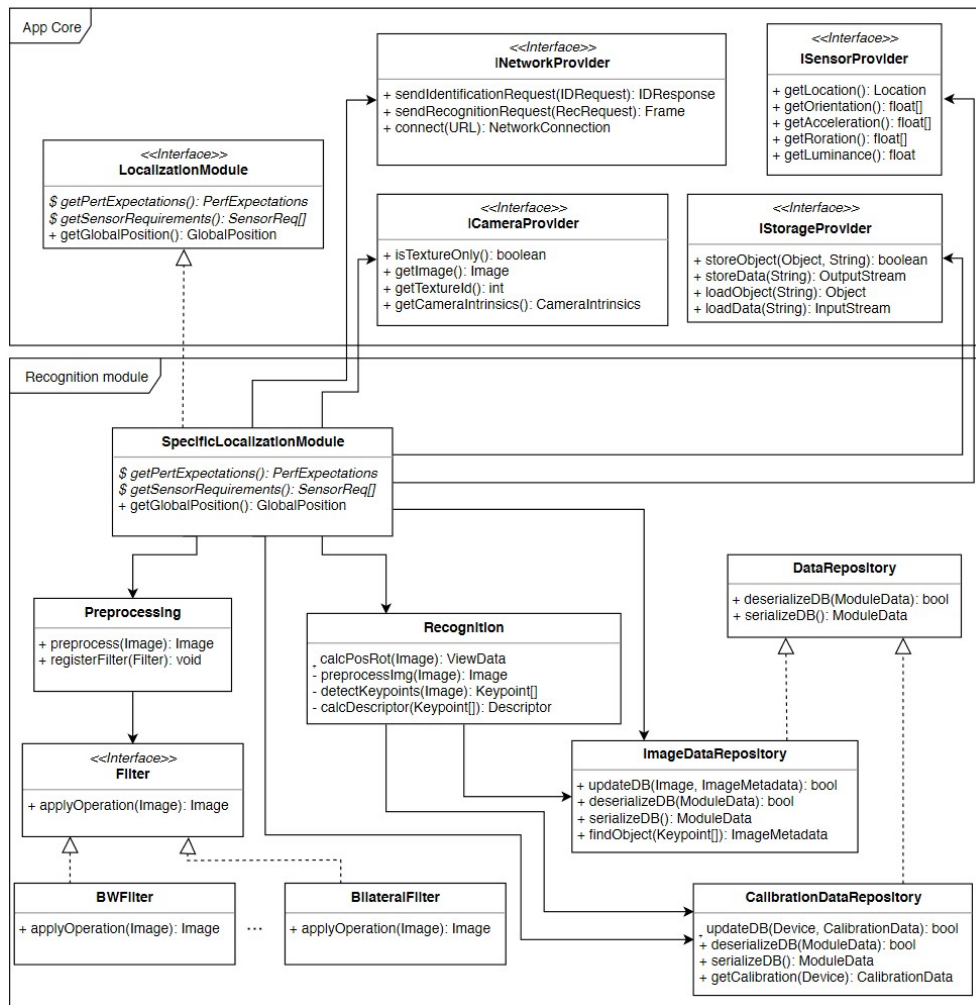 App Core
<<Interface>>
INetworkProvider
+ sendIdentificationRequest(IDRequest): IDResponse
+ sendRecognitionRequest(RecRequest): Frame
+ connect(URL): NetworkConnection
<<Interface>>
ISensorProvider
+ getLocation(): Location
+ getOrientation(): float[]
+ getAcceleration(): float[]
+ getRoration(): float[]
+ getLuminance(): float
<<Interface>>
LocalizationModule
$ getPertExpectations(): PerfExpectations
$ getSensorRequirements(): SensorReq[]
+ getGlobalPosition(): GlobalPosition
<<Interface>>
ICameraProvider
+ isTextureOnly(): boolean
+ getImage(): Image
+ getTextureId(): int
+ getCameraIntrinsics(): CameraIntrinsics
<<Interface>>
IStorageProvider
+ storeObject(Object, String): boolean
+ storeData(String): OutputStream
+ loadObject(String): Object
+ loadData(String): InputStream
Recognition module
SpecificLocalizationModule
$ getPertExpectations(): PerfExpectations
$ getSensorRequirements(): SensorReq[]
+ getGlobalPosition(): GlobalPosition
Preprocessing
+ preprocess(Image): Image
+ registerFilter(Filter): void
Recognition
calcPosRot(Image): ViewData
- preprocessImg(Image): Image
- detectKeypoints(Image): Keypoint[]
- calcDescriptor(Keypoint[]): Descriptor
DataRepository
+ deserializeDB(ModuleData): bool
+ serializeDB(): ModuleData
<<Interface>>
Filter
+ applyOperation(Image): Image
ImageDataRepository
+ updateDB(Image, ImageMetadata): bool
+ deserializeDB(ModuleData): bool
+ serializeDB(): ModuleData
+ findObject(Keypoint[]): ImageMetadata
BWFilter
+ applyOperation(Image): Image
...
BilateralFilter
+ applyOperation(Image): Image
CalibrationDataRepository
updateDB(Device, CalibrationData): bool
+ deserializeDB(ModuleData): bool
+ serializeDB(): ModuleData
+ getCalibration(Device): CalibrationData